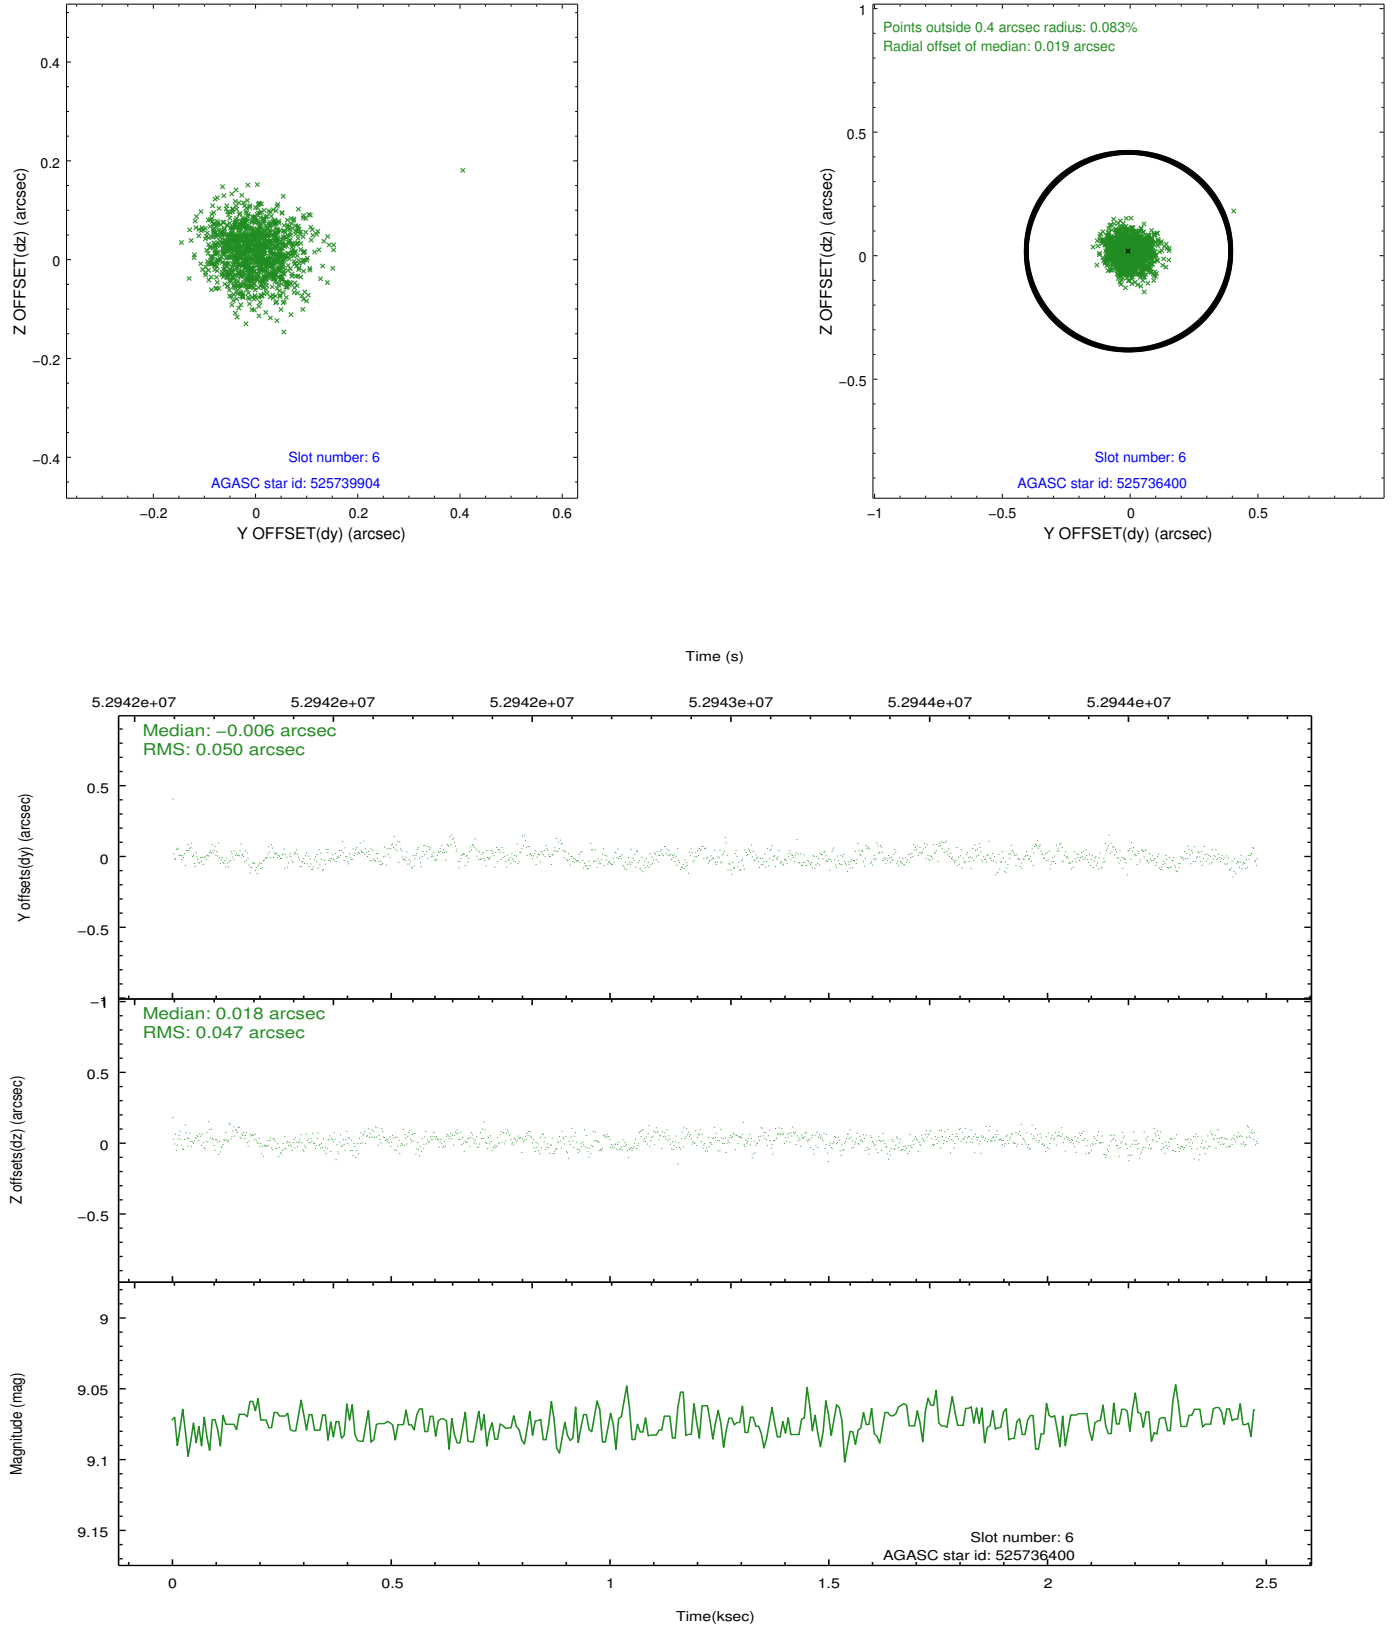 0.4
0.2
0
−0.2
−0.4
Z OFFSET(dz) (arcsec)
Slot number: 6
AGASC star id: 525739904
−0.2
0
0.2
0.4
0.6
Y OFFSET(dy) (arcsec)
1
0.5
0
−0.5
Z OFFSET(dz) (arcsec)
Points outside 0.4 arcsec radius: 0.083%
Radial offset of median: 0.019 arcsec
Slot number: 6
AGASC star id: 525736400
−1
−0.5
0
0.5
Y OFFSET(dy) (arcsec)
Time (s)
5.2942e+07
5.2942e+07
5.2942e+07
5.2943e+07
5.2944e+07
5.2944e+07
Median: −0.006 arcsec
RMS: 0.050 arcsec
0.5
0
−0.5
−1
Y offsets(dy) (arcsec)
Median: 0.018 arcsec
RMS: 0.047 arcsec
1
0.5
0
−0.5
Z offsets(dz) (arcsec)
9
9.05
9.1
9.15
Magnitude (mag)
Slot number: 6
AGASC star id: 525736400
0
0.5
1
1.5
2
2.5
Time(ksec)